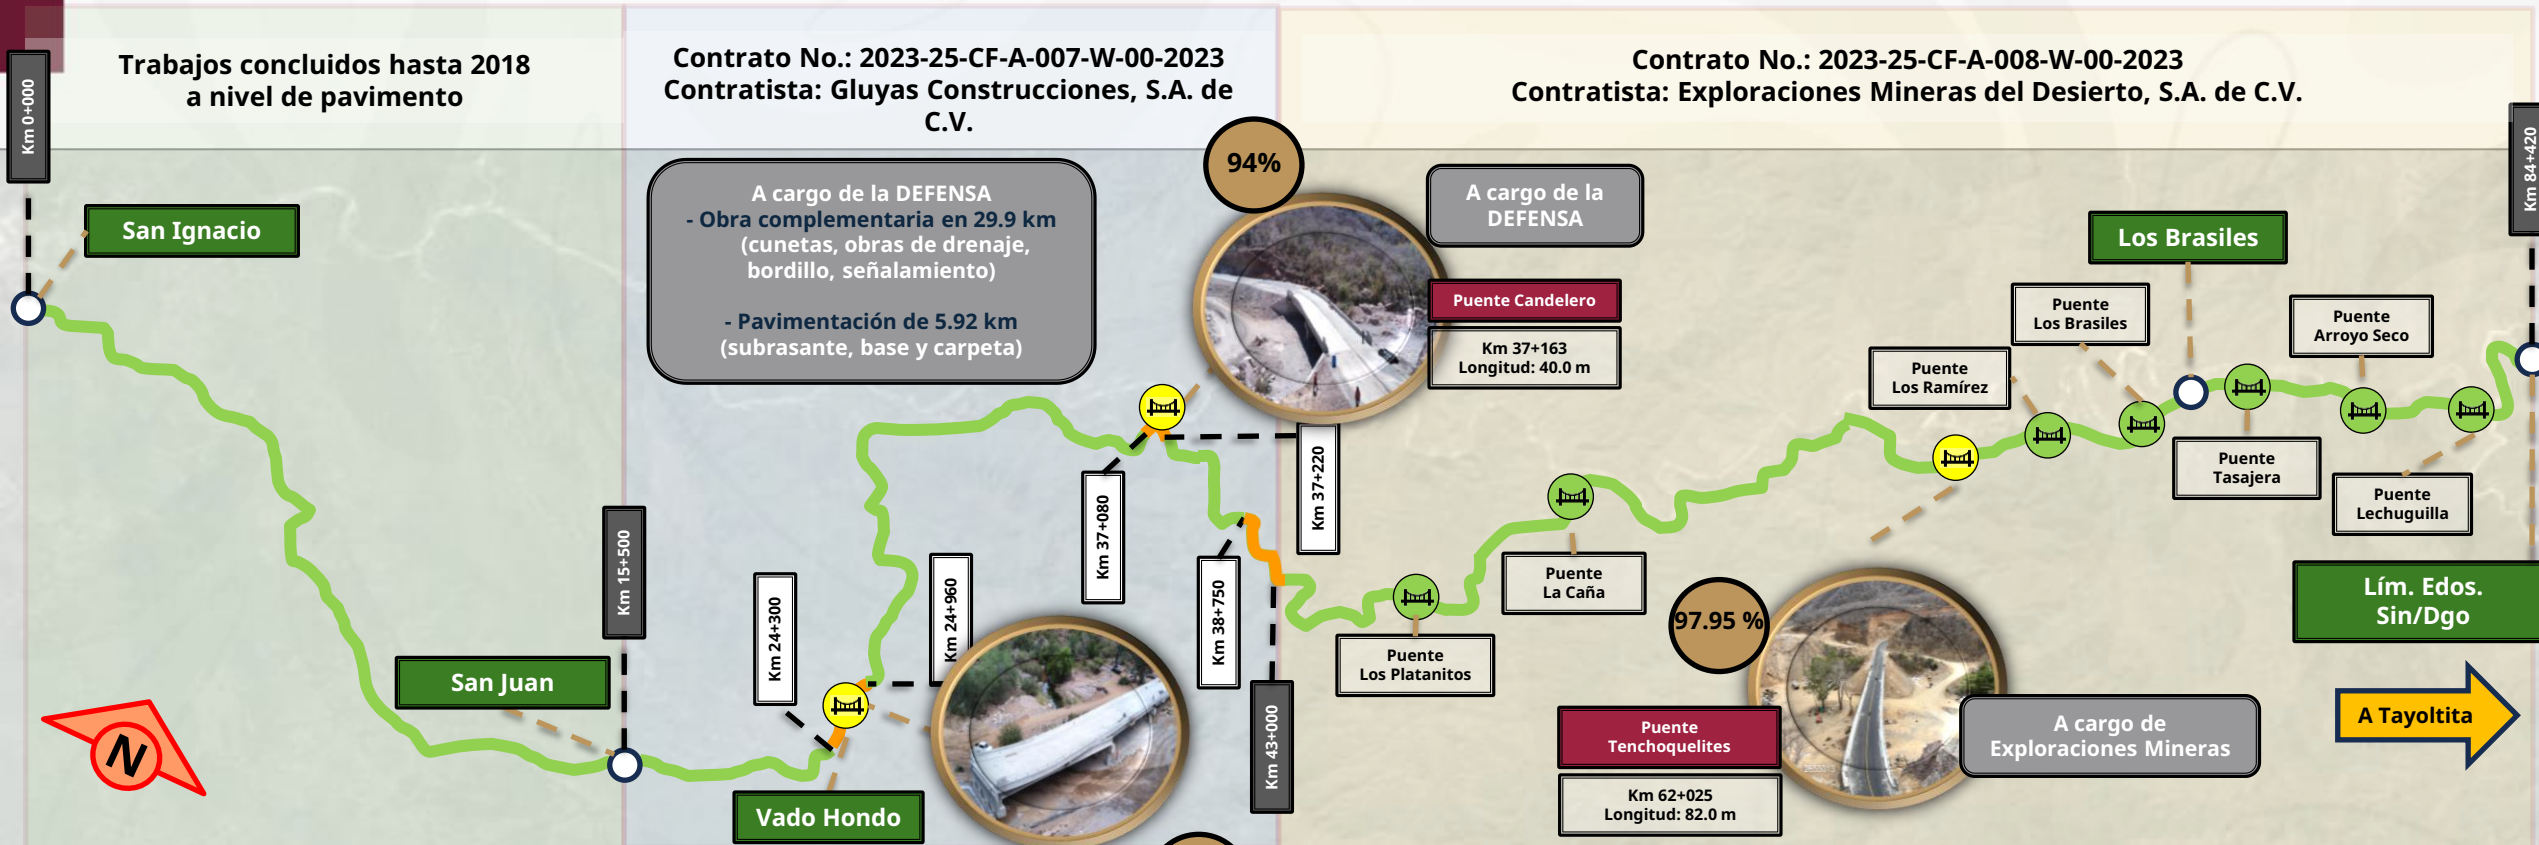 Trabajos concluidos hasta 2018
a nivel de pavimento
Contrato No.: 2023-25-CF-A-007-W-00-2023
Contratista: Gluyas Construcciones, S.A. de
C.V.
Contrato No.: 2023-25-CF-A-008-W-00-2023
Contratista: Exploraciones Mineras del Desierto, S.A. de C.V.
Km 0+000
San Ignacio
A cargo de la DEFENSA
- Obra complementaria en 29.9 km
(cunetas, obras de drenaje,
bordillo, señalamiento)
- Pavimentación de 5.92 km
(subrasante, base y carpeta)
94%
A cargo de la
DEFENSA
Puente Candelero
Km 37+163
Longitud: 40.0 m
Km 84+420
Los Brasiles
Puente
Los Brasiles
Puente
Arroyo Seco
Puente
Los Ramírez
Puente
Tasajera
Puente
Lechuguilla
Km 37+220
Km 37+080
Km 38+750
Km 15+500
Km 24+300
Km 24+960
Puente
La Caña
Puente
Los Platanitos
97.95 %
Lím. Edos.
Sin/Dgo
San Juan
Km 43+000
Puente
Tenchoquelites
Km 62+025
Longitud: 82.0 m
A cargo de
Exploraciones Mineras
A Tayoltita
N
Vado Hondo